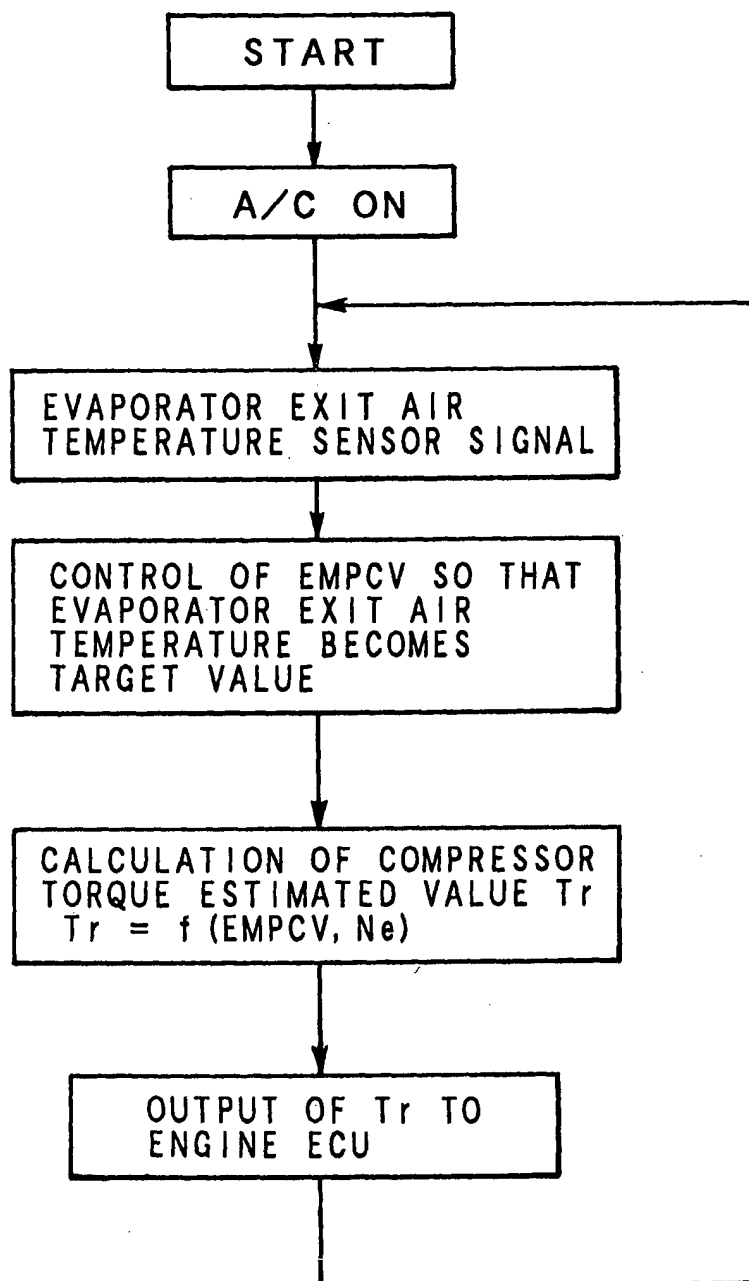 START
A/C ON
EVAPORATOR EXIT AIR
TEMPERATURE SENSOR SIGNAL
CONTROL OF EMPCV SO THAT
EVAPORATOR EXIT AIR
TEMPERATURE BECOMES
TARGET VALUE
CALCULATION OF COMPRESSOR
TORQUE ESTIMATED VALUE Tr
Tr = f (EMPCV, Ne)
OUTPUT OF Tr TO
ENGINE ECU